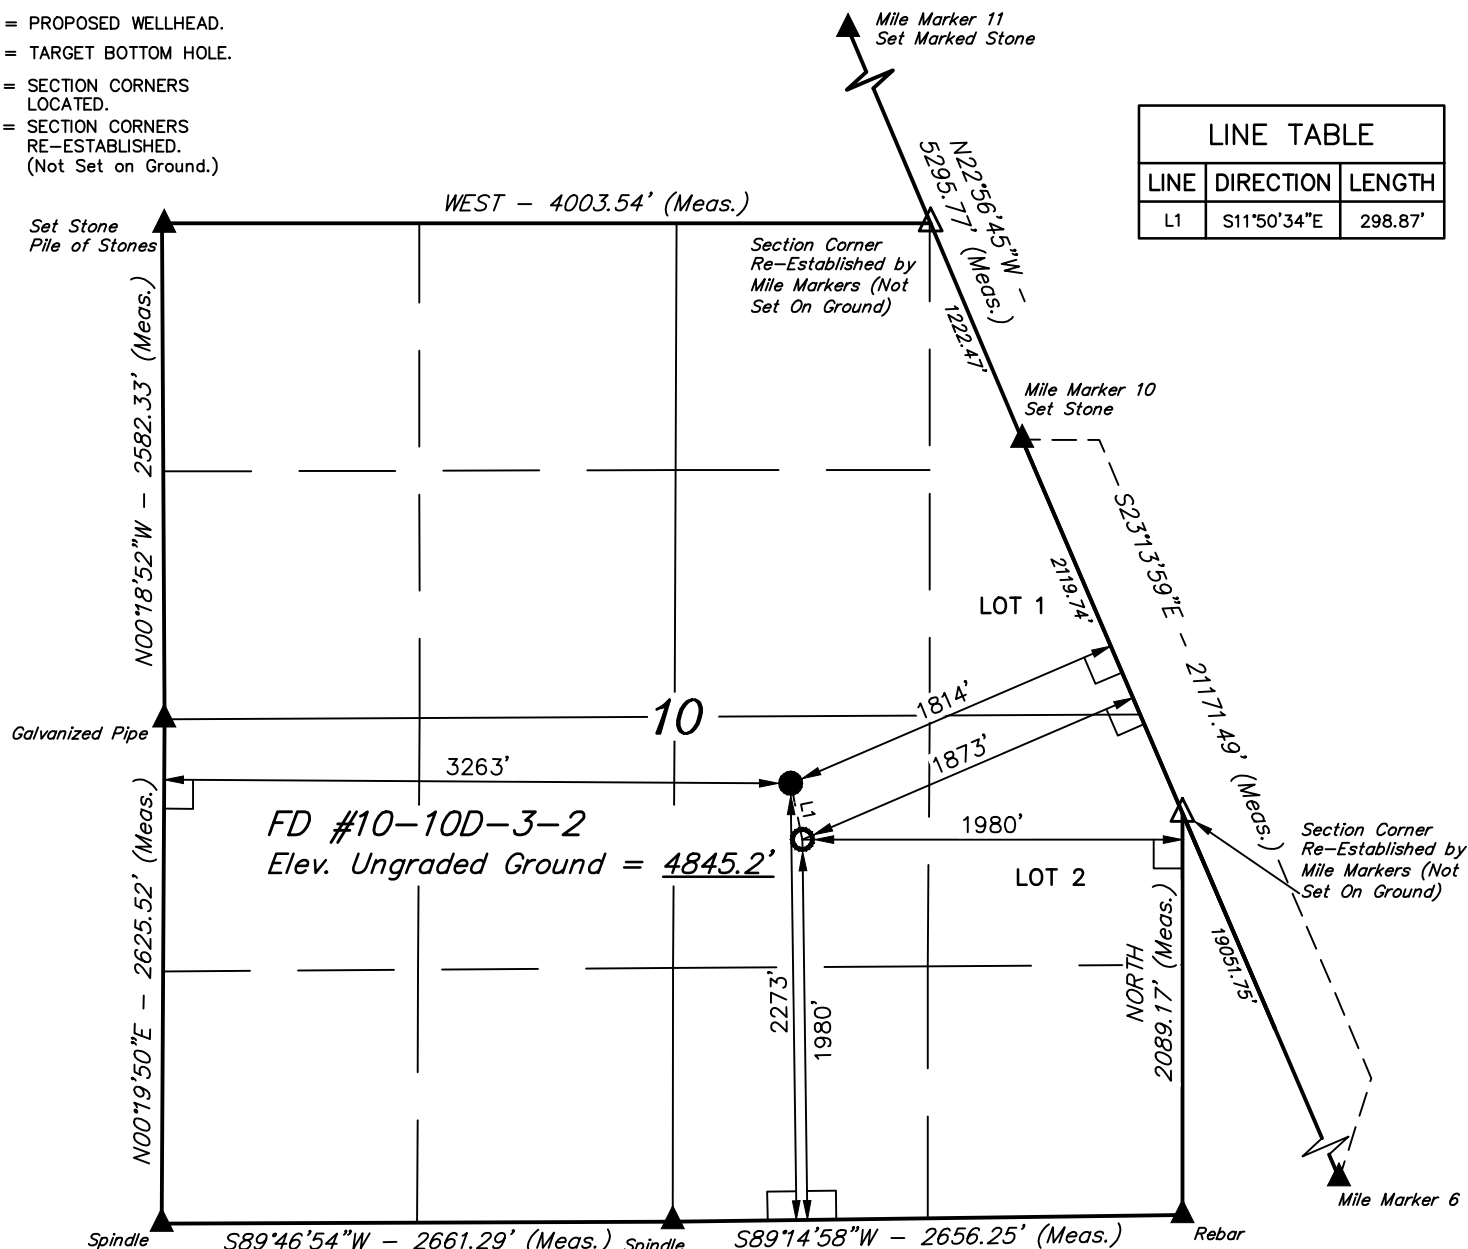 = PROPOSED WELLHEAD.
= TARGET BOTTOM HOLE.
= SECTION CORNERS
LOCATED.
= SECTION CORNERS
RE-ESTABLISHED.
(Not Set on Ground.)
Mile Marker 11
Set Marked Stone
LINE TABLE
LINE DIRECTION LENGTH
L1 S11°50'34"E 298.87'
WEST - 4003.54' (Meas.)
Set Stone
Pile of Stones
Section Corner
Re-Established by
Mile Markers (Not
Set On Ground)
N22°56'45"W -
5295.77' (Meas.)
1222.47'
N00°18'52"W - 2582.33' (Meas.)
Mile Marker 10
Set Stone
S23°13'59"E - 21171.49' (Meas.)
2119.74'
LOT 1
10
Galvanized Pipe
1814'
1873'
3263'
L1
FD #10-10D-3-2
Elev. Ungraded Ground = 4845.2'
1980'
LOT 2
Section Corner
Re-Established by
Mile Markers (Not
Set On Ground)
N00°19'50"E - 2625.52' (Meas.)
2273'
1980'
NORTH
2089.17' (Meas.)
19051.75'
Mile Marker 6
Spindle
S89°46'54"W - 2661.29' (Meas.)
Spindle
S89°14'58"W - 2656.25' (Meas.)
Rebar